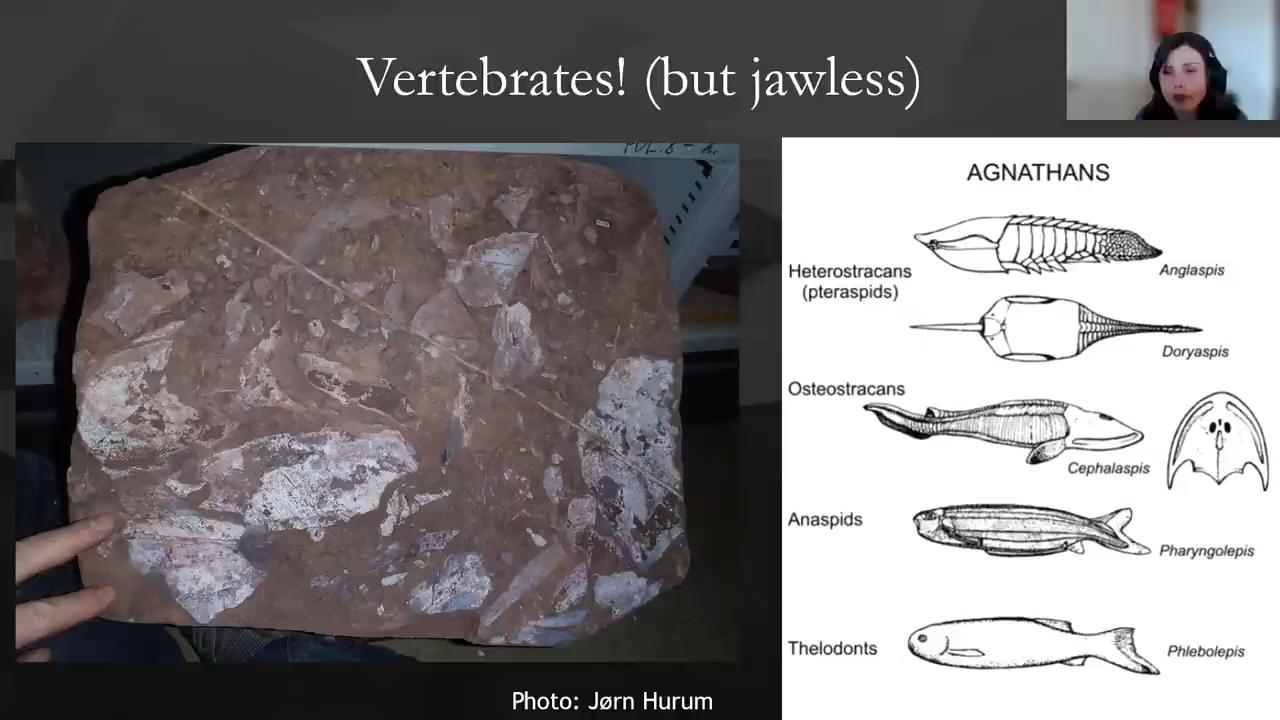 Vertebrates! (but jawless)
AGNATHANS
Heterostracans
(pteraspids)
Anglaspis
Doryaspis
Osteostracans
Cephalaspis
Anaspids
Pharyngolepis
Thelodonts
Phlebolepis
Photo: Jørn Hurum